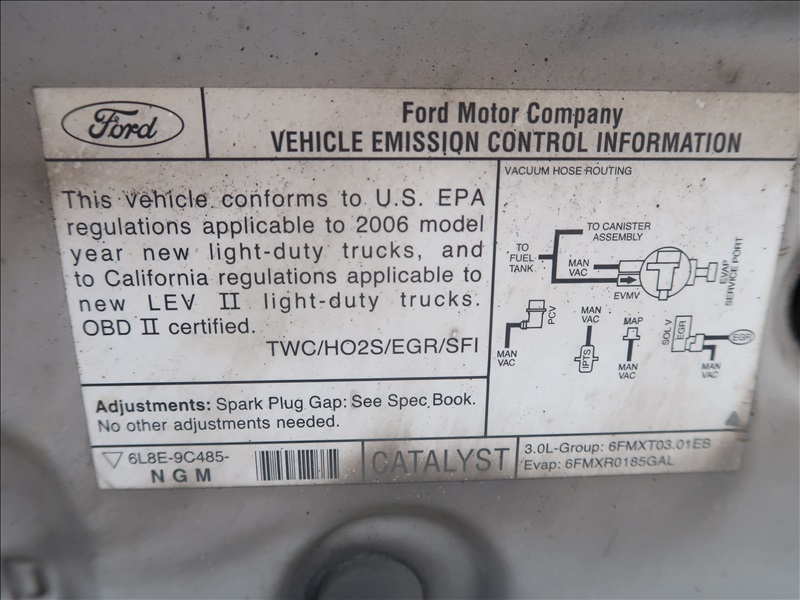 Ford
Ford Motor Company
VEHICLE EMISSION CONTROL INFORMATION
This vehicle conforms to U.S. EPA
regulations applicable to 2006 model
year new light-duty trucks, and
to California regulations applicable to
new LEV II light-duty trucks.
OBD II certified.
TWC/HO2S/EGR/SFI
Adjustments: Spark Plug Gap: See Spec. Book.
No other adjustments needed.
6L8E-9C485-
NGM
CATALYST
3.0L-Group: 6FMXT03.01EB
Evap: 6FMXR0185GAL
VACUUM HOSE ROUTING
TO CANISTER
ASSEMBLY
TO
FUEL
TANK
MAN
VAC
EVMV
EVAP
SERVICE PORT
PCV
MAN
VAC
MAN
VAC
IPTS
MAP
MAN
VAC
SOL V
EGR
EGR
MAN
VAC